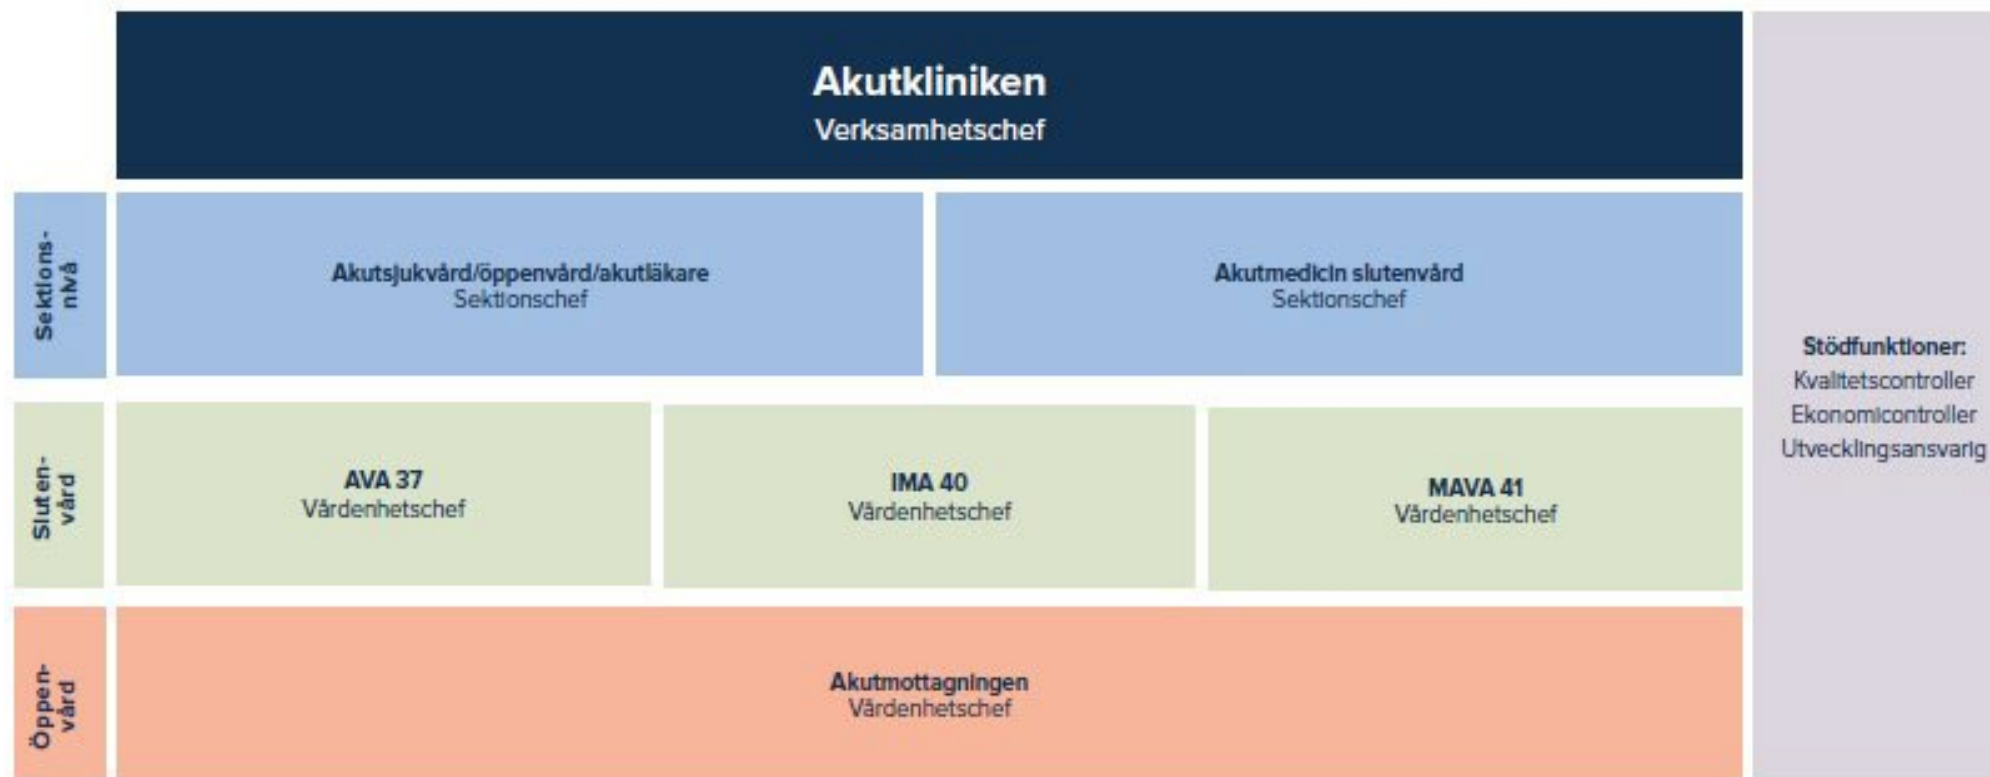 Akutkliniken
Verksamhetschef
Sektions-
nivå
Akutsjukvård/öppenvård/akutläkare
Sektionschef
Akutmedicin slutenvård
Sektionschef
Sluten-
vård
AVA 37
Vårdenhetschef
IMA 40
Vårdenhetschef
MAVA 41
Vårdenhetschef
Öppen-
vård
Akutmottagningen
Vårdenhetschef
Stödfunktioner:
Kvalitetscontroller
Ekonomicontroller
Utvecklingsansvarig